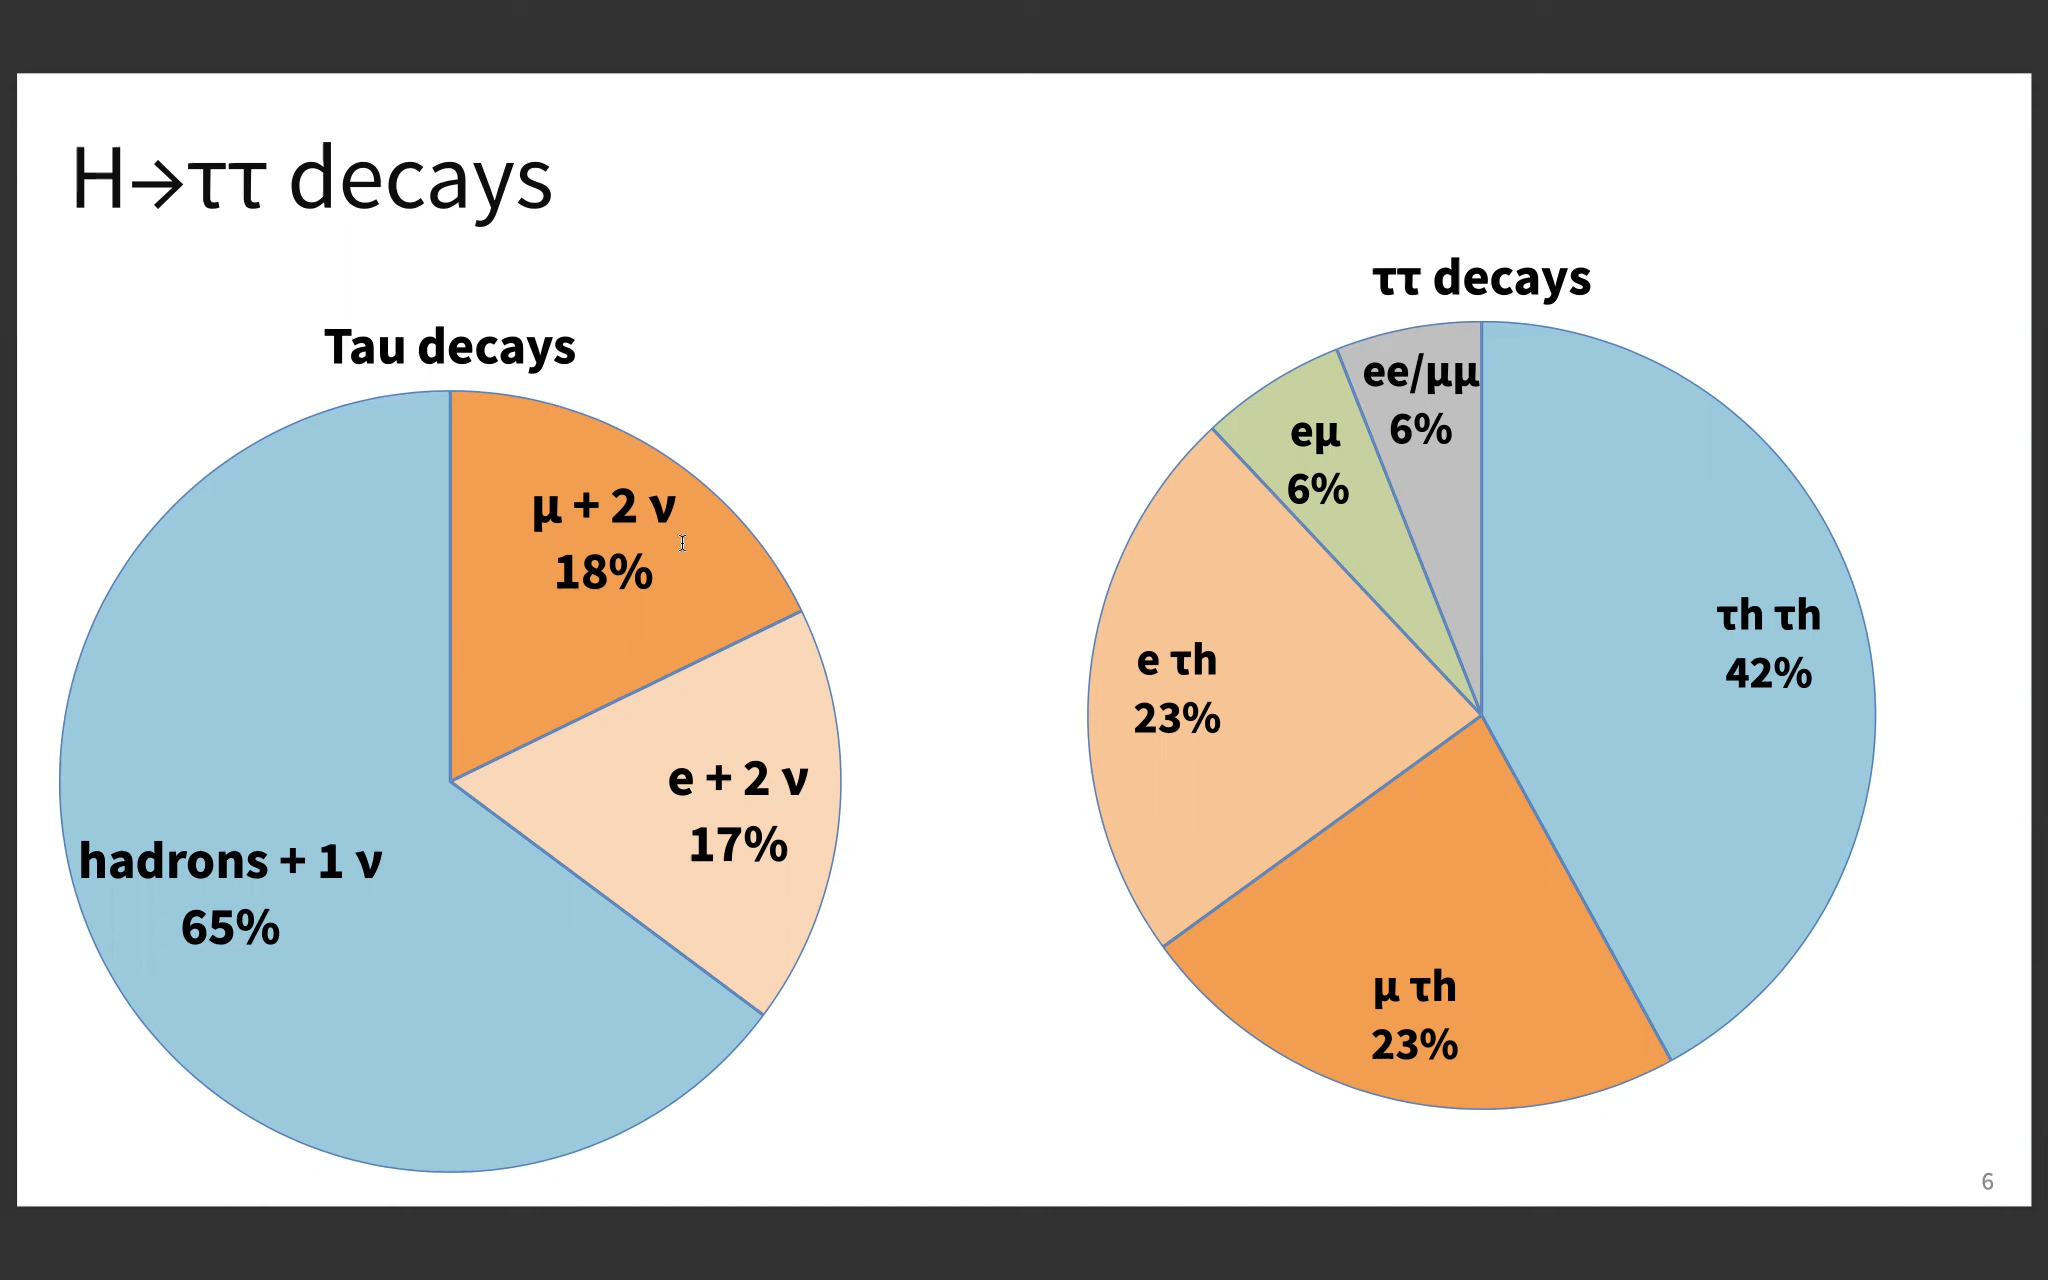 H→ττ decays
Tau decays
μ + 2 ν
18%
e + 2 ν
17%
hadrons + 1 ν
65%
ττ decays
ee/μμ
6%
eμ
6%
τh τh
42%
e τh
23%
μ τh
23%
6